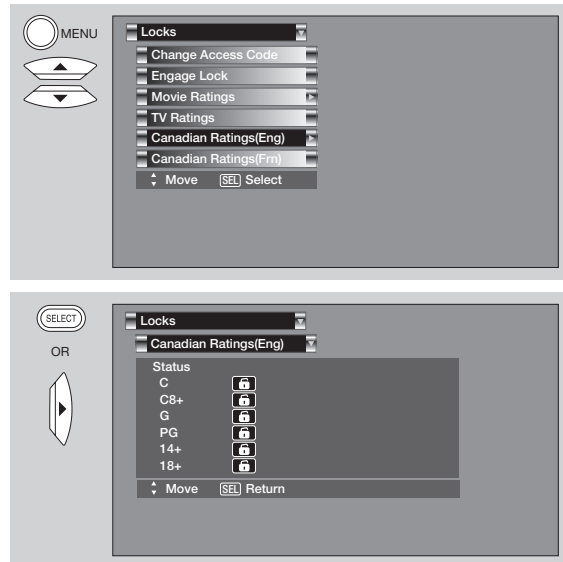 MENU
Locks
Change Access Code
Engage Lock
Movie Ratings
TV Ratings
Canadian Ratings(Eng)
Canadian Ratings(Frn)
Move SEL Select
SELECT
OR
Locks
Canadian Ratings(Eng)
Status
C
C8+
G
PG
14+
18+
Move SEL Return